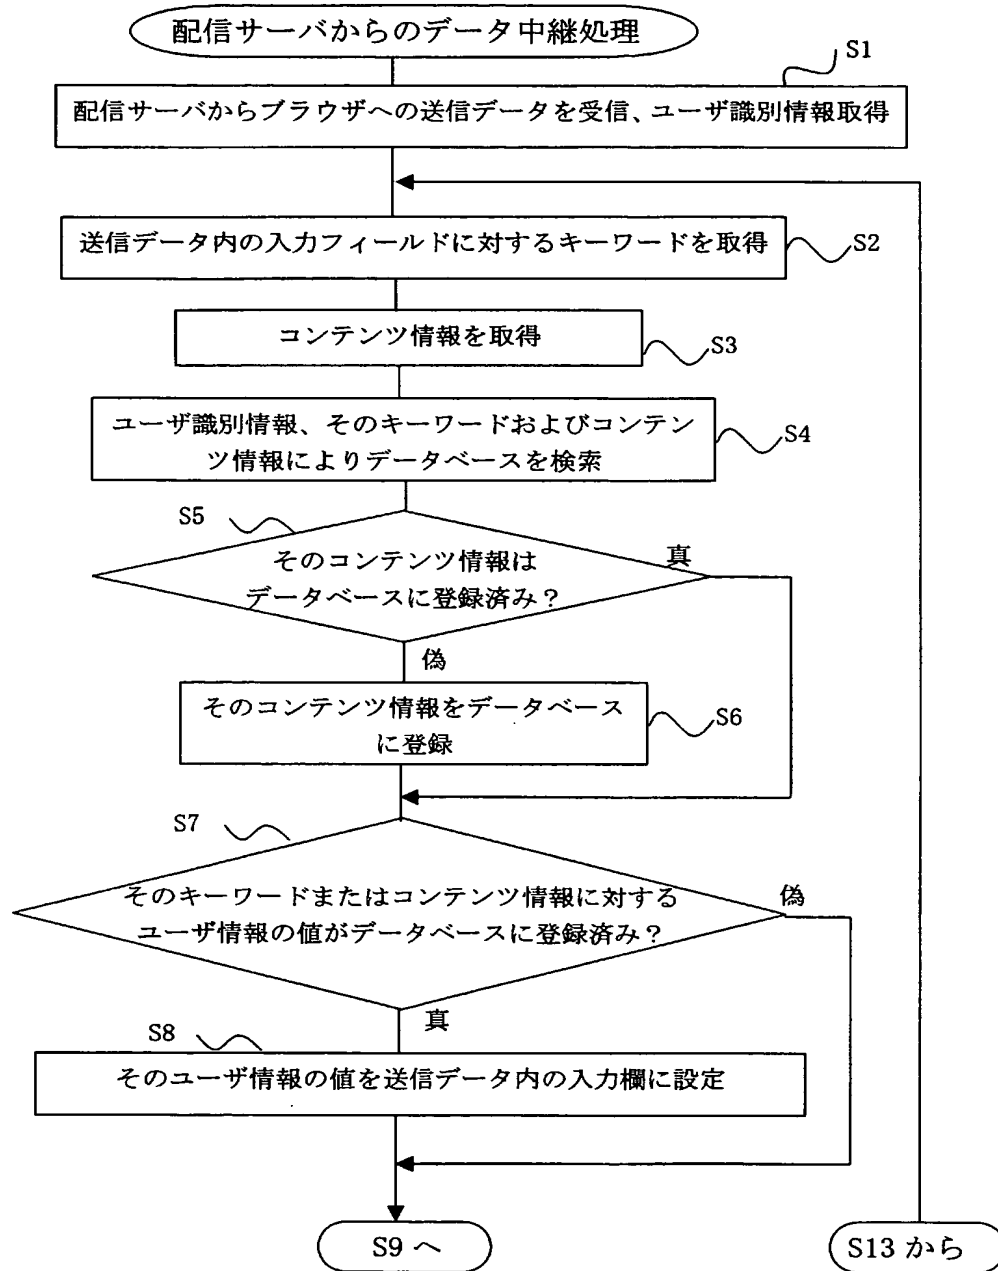 配信サーバからのデータ中継処理
S1
配信サーバからブラウザへの送信データを受信、ユーザ識別情報取得
送信データ内の入力フィールドに対するキーワードを取得
S2
コンテンツ情報を取得
S3
ユーザ識別情報、そのキーワードおよびコンテン
ツ情報によりデータベースを検索
S4
S5
そのコンテンツ情報は
データベースに登録済み?
真
偽
そのコンテンツ情報をデータベース
に登録
S6
S7
そのキーワードまたはコンテンツ情報に対する
ユーザ情報の値がデータベースに登録済み?
偽
真
S8
そのユーザ情報の値を送信データ内の入力欄に設定
S9 へ
S13 から